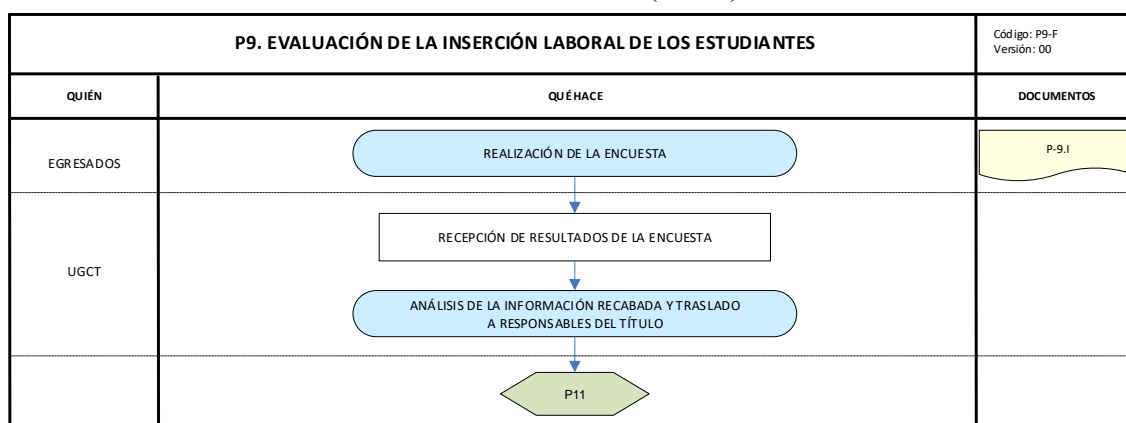 P9. EVALUACIÓN DE LA INSERCIÓN LABORAL DE LOS ESTUDIANTES
Código: P9-F
Versión: 00
QUIÉN
QUÉ HACE
DOCUMENTOS
EGRESADOS
REALIZACIÓN DE LA ENCUESTA
P-9.I
UGCT
RECEPCIÓN DE RESULTADOS DE LA ENCUESTA
ANÁLISIS DE LA INFORMACIÓN RECABADA Y TRASLADO
A RESPONSABLES DEL TÍTULO
P11